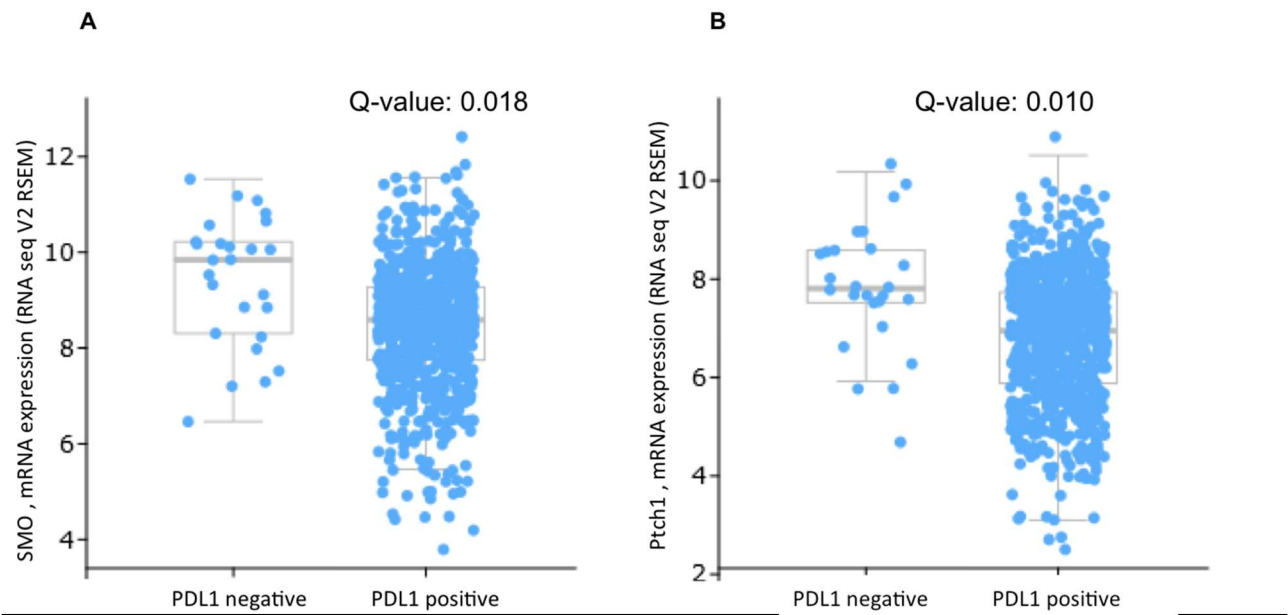 A
B
Q-value: 0.018
Q-value: 0.010
SMO , mRNA expression (RNA seq V2 RSEM)
12
10
8
6
4
Ptch1 , mRNA expression (RNA seq V2 RSEM)
10
8
6
4
2
PDL1 negative
PDL1 positive
PDL1 negative
PDL1 positive